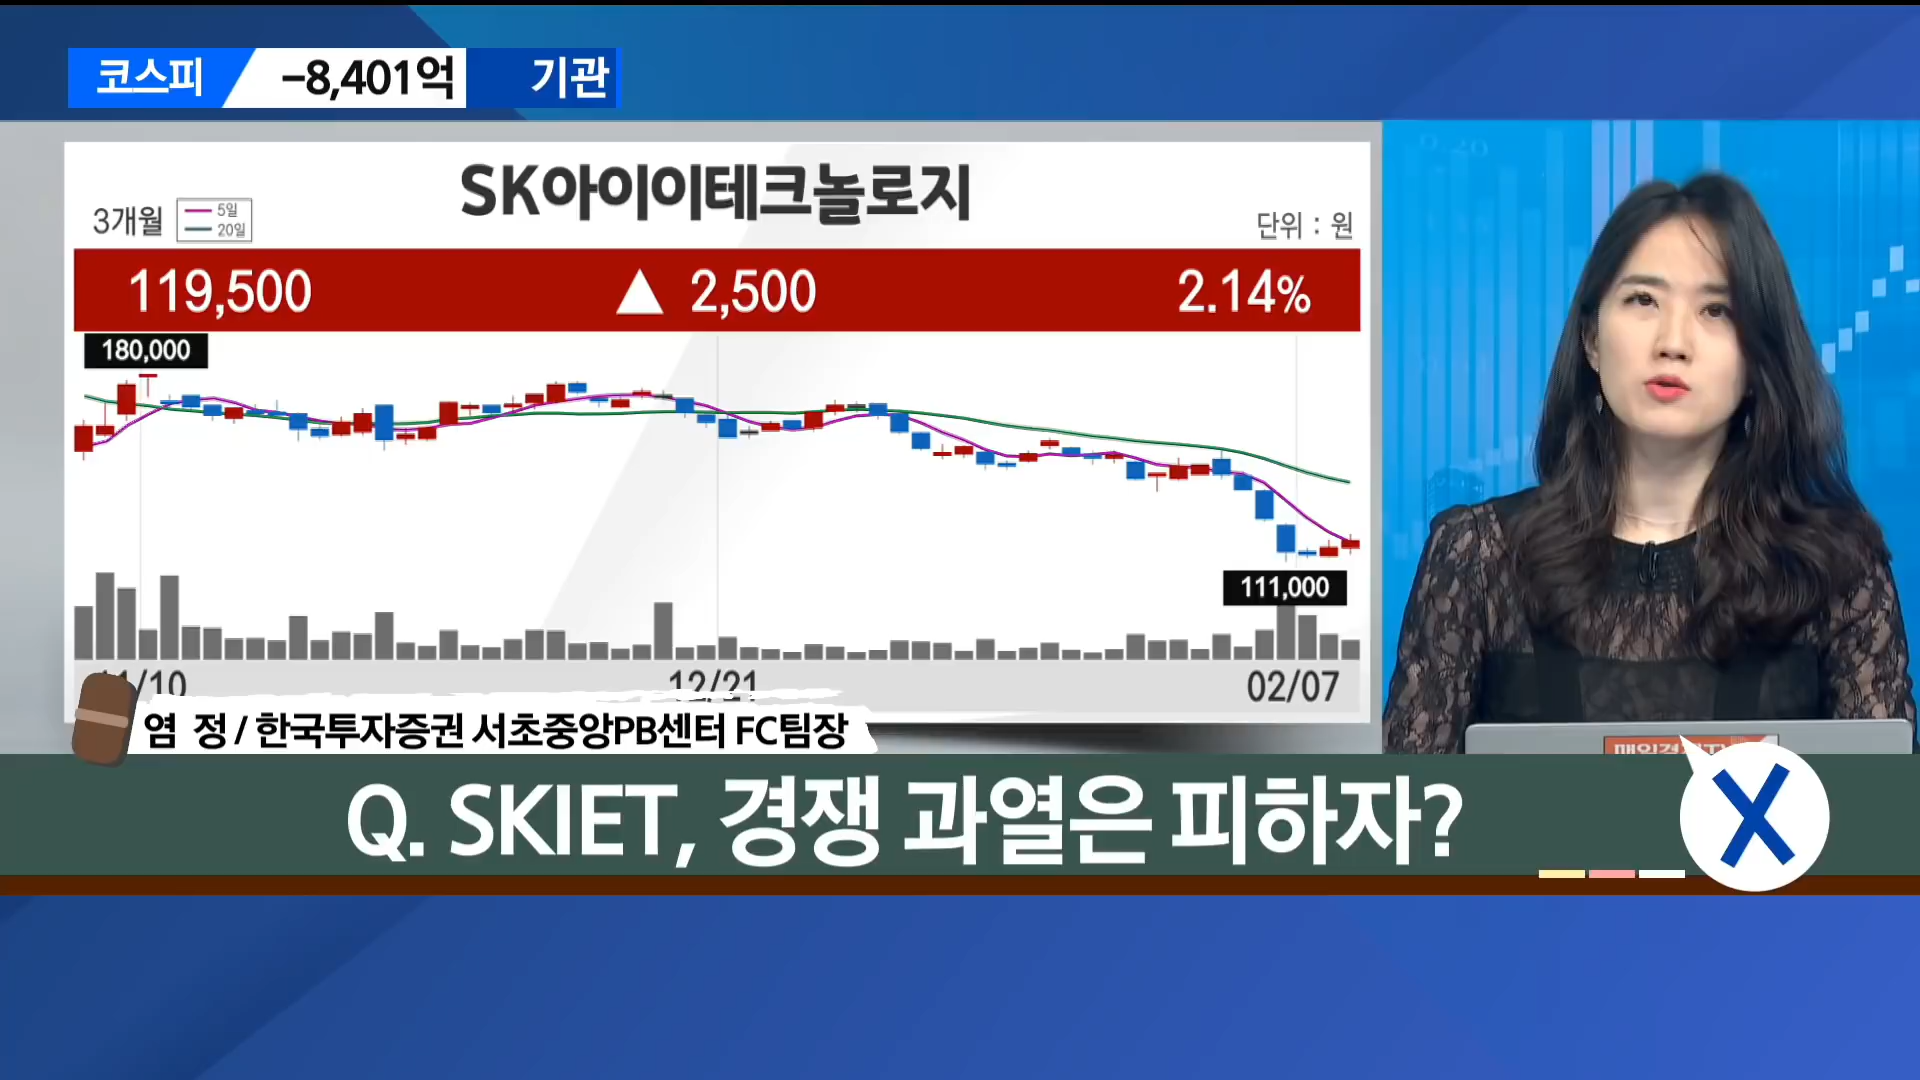 코스피 -8,401억 기관
SK아이이테크놀로지
3개월
5일
20일
단위 : 원
119,500 ▲ 2,500 2.14%
180,000
111,000
11/10 12/21 02/07
염 정 / 한국투자증권 서초중앙PB센터 FC팀장
Q. SKIET, 경쟁 과열은 피하자?
X